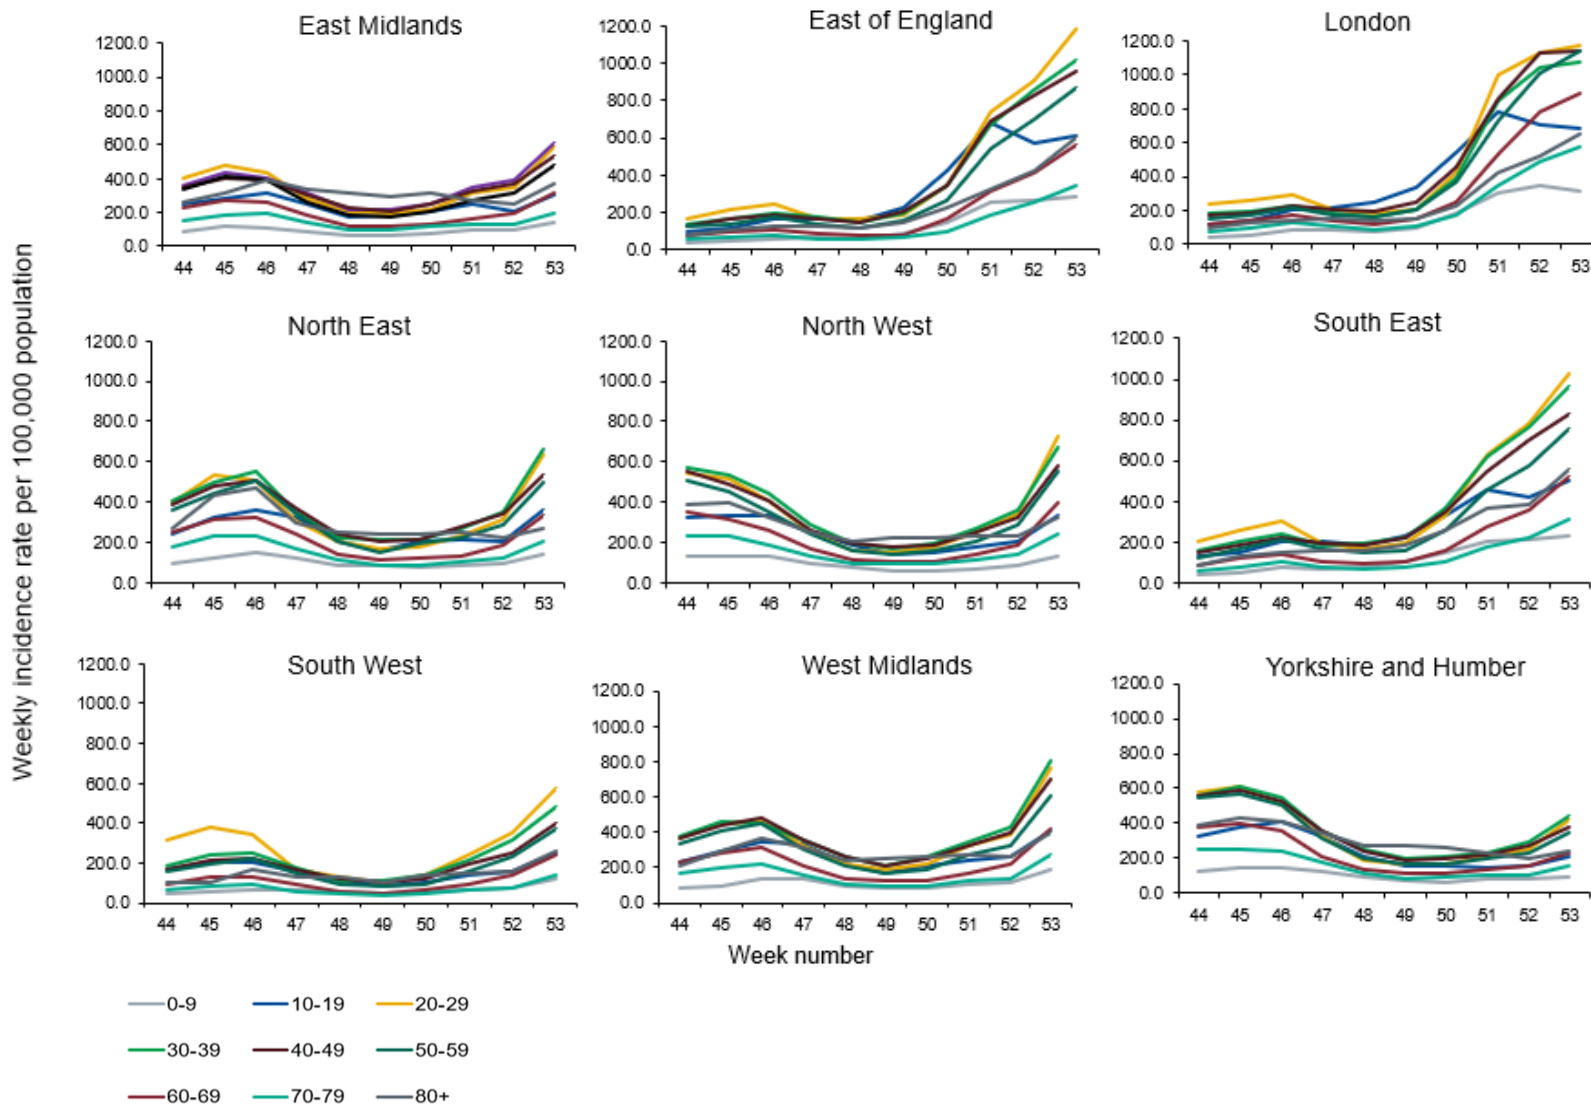 East Midlands
1200.0
1000.0
800.0
600.0
400.0
200.0
0.0
44 45 46 47 48 49 50 51 52 53
East of England
1200.0
1000.0
800.0
600.0
400.0
200.0
0.0
44 45 46 47 48 49 50 51 52 53
London
1200.0
1000.0
800.0
600.0
400.0
200.0
0.0
44 45 46 47 48 49 50 51 52 53
Weekly incidence rate per 100,000 population
North East
1200.0
1000.0
800.0
600.0
400.0
200.0
0.0
44 45 46 47 48 49 50 51 52 53
North West
1200.0
1000.0
800.0
600.0
400.0
200.0
0.0
44 45 46 47 48 49 50 51 52 53
South East
1200.0
1000.0
800.0
600.0
400.0
200.0
0.0
44 45 46 47 48 49 50 51 52 53
South West
1200.0
1000.0
800.0
600.0
400.0
200.0
0.0
44 45 46 47 48 49 50 51 52 53
West Midlands
1200.0
1000.0
800.0
600.0
400.0
200.0
0.0
44 45 46 47 48 49 50 51 52 53
Yorkshire and Humber
1200.0
1000.0
800.0
600.0
400.0
200.0
0.0
44 45 46 47 48 49 50 51 52 53
Week number
0-9 10-19 20-29
30-39 40-49 50-59
60-69 70-79 80+